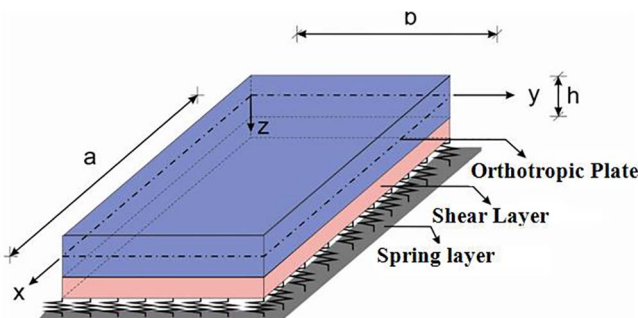 b
h
y
z
a
Orthotropic Plate
Shear Layer
Spring layer
x